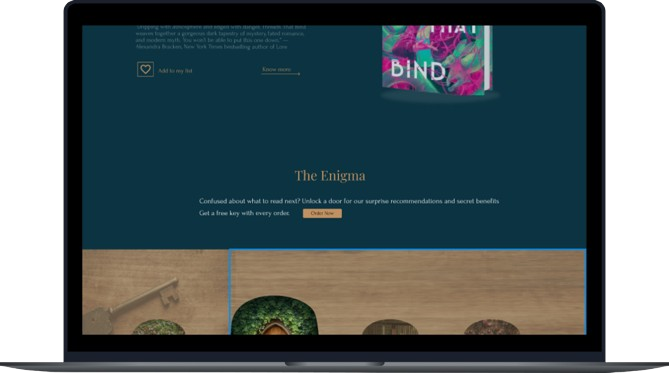 weaves together a gorgeous dark tapestry of mystery, fated romance,
and modern myth. You won't be able to put this one down."—
Alexandra Bracken, New York Times bestselling author of Lore
THAT
BIND
Add to my list
Know more
The Enigma
Confused about what to read next? Unlock a door for our surprise recommendations and secret benefits
Get a free key with every order.
Order Now